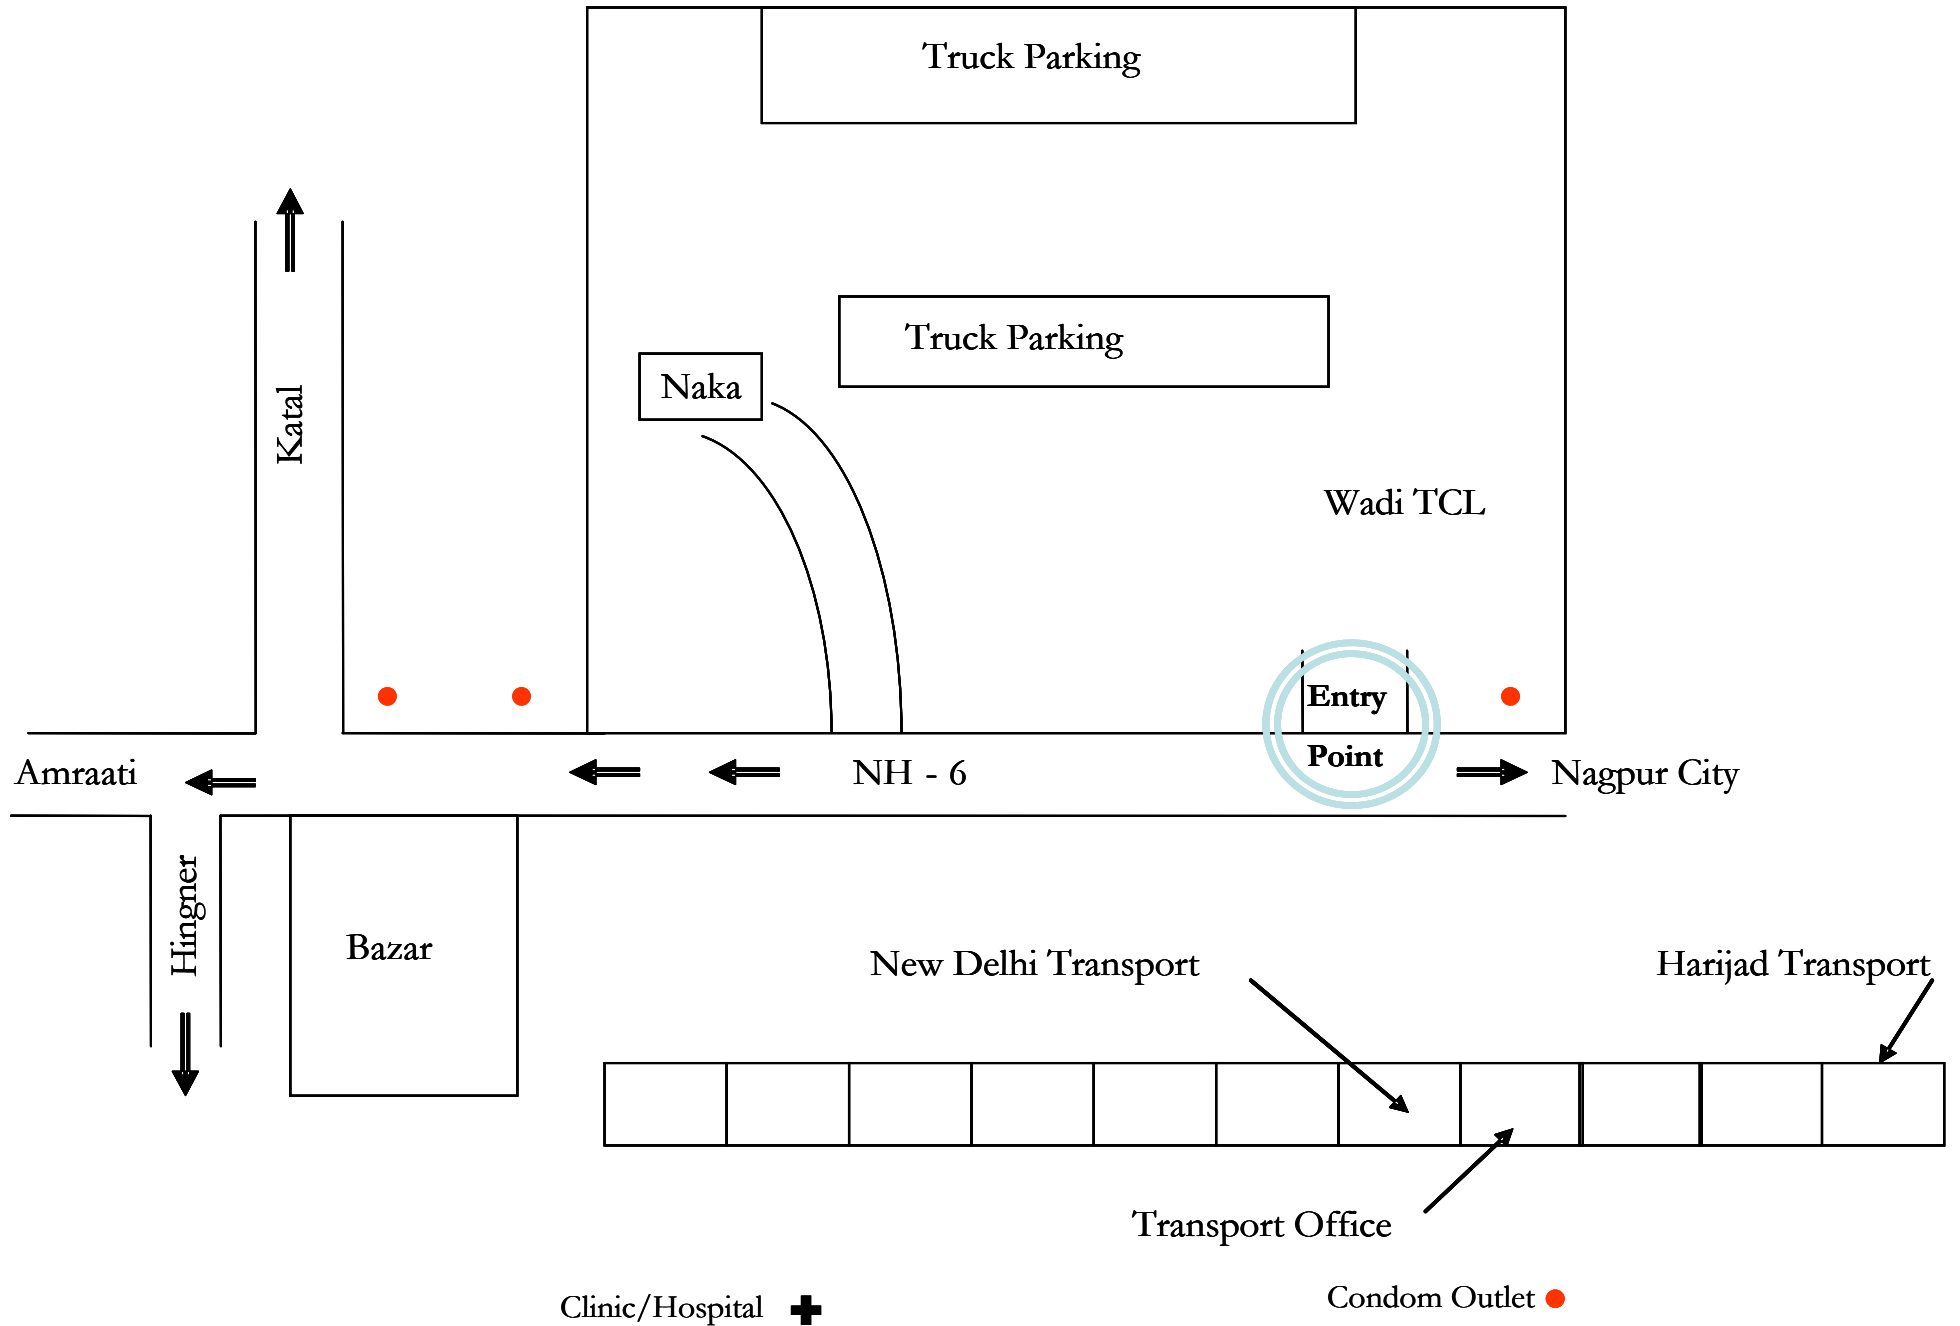 Truck Parking
Truck Parking
Naka
Katal
Wadi TCL
Entry
Point
Amraati
NH - 6
Nagpur City
Hingner
Bazar
New Delhi Transport
Harijad Transport
Transport Office
Clinic/Hospital
Condom Outlet